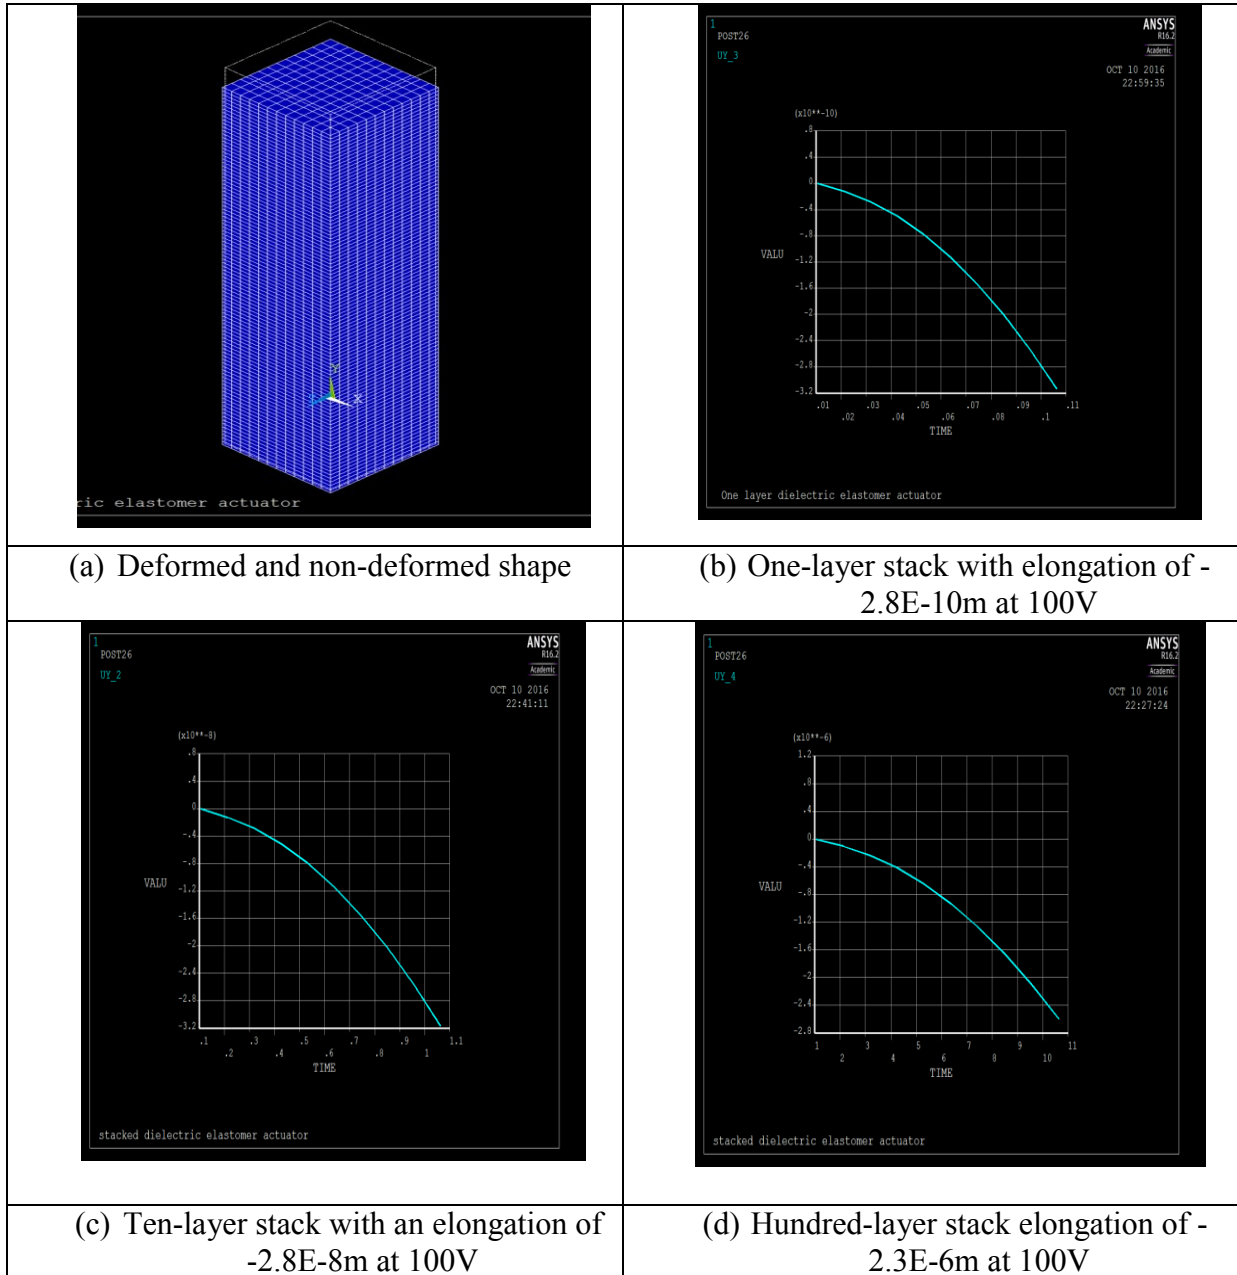 Y
X
ric elastomer actuator
(a) Deformed and non-deformed shape
1
POST26
UY_3
ANSYS
R16.2
Academic
OCT 10 2016
22:59:35
(x10**-10)
.8
.4
0
-.4
-.8
-1.2
-1.6
-2
-2.4
-2.8
-3.2
VALU
.01 .03 .05 .07 .09 .11
.02 .04 .06 .08 .1
TIME
One layer dielectric elastomer actuator
(b) One-layer stack with elongation of -
2.8E-10m at 100V
1
POST26
UY_2
ANSYS
R16.2
Academic
OCT 10 2016
22:41:11
(x10**-8)
.8
.4
0
-.4
-.8
-1.2
-1.6
-2
-2.4
-2.8
-3.2
VALU
.1 .3 .5 .7 .9 1.1
.2 .4 .6 .8 1
TIME
stacked dielectric elastomer actuator
(c) Ten-layer stack with an elongation of
-2.8E-8m at 100V
1
POST26
UY_4
ANSYS
R16.2
Academic
OCT 10 2016
22:27:24
(x10**-6)
1.2
.8
.4
0
-.4
-.8
-1.2
-1.6
-2
-2.4
-2.8
VALU
1 3 5 7 9 11
2 4 6 8 10
TIME
stacked dielectric elastomer actuator
(d) Hundred-layer stack elongation of -
2.3E-6m at 100V